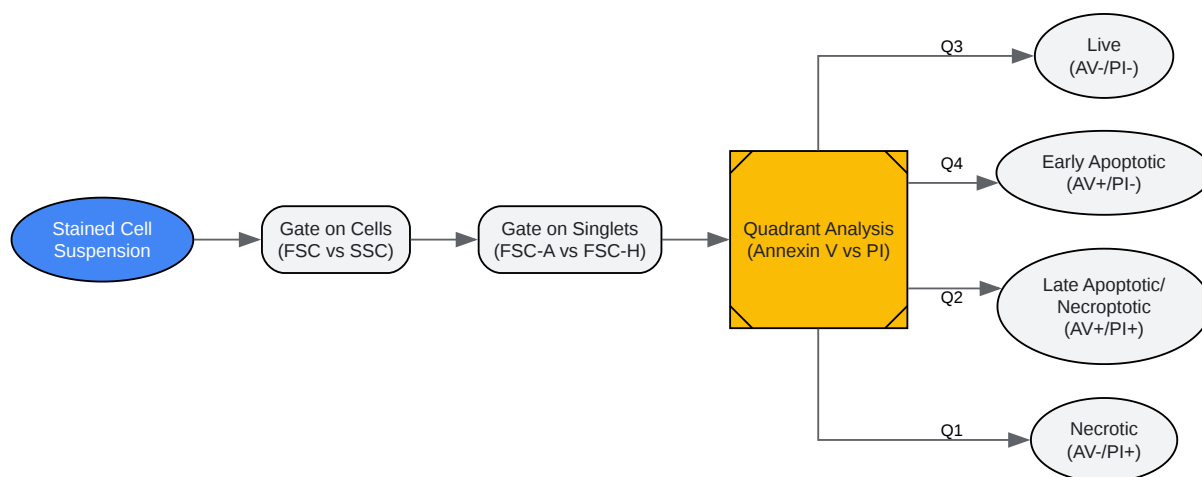 Stained Cell
Suspension
Gate on Cells
(FSC vs SSC)
Gate on Singlets
(FSC-A vs FSC-H)
Quadrant Analysis
(Annexin V vs PI)
Q3
Live
(AV-/PI-)
Q4
Early Apoptotic
(AV+/PI-)
Q2
Late Apoptotic/
Necroptotic
(AV+/PI+)
Q1
Necrotic
(AV-/PI+)